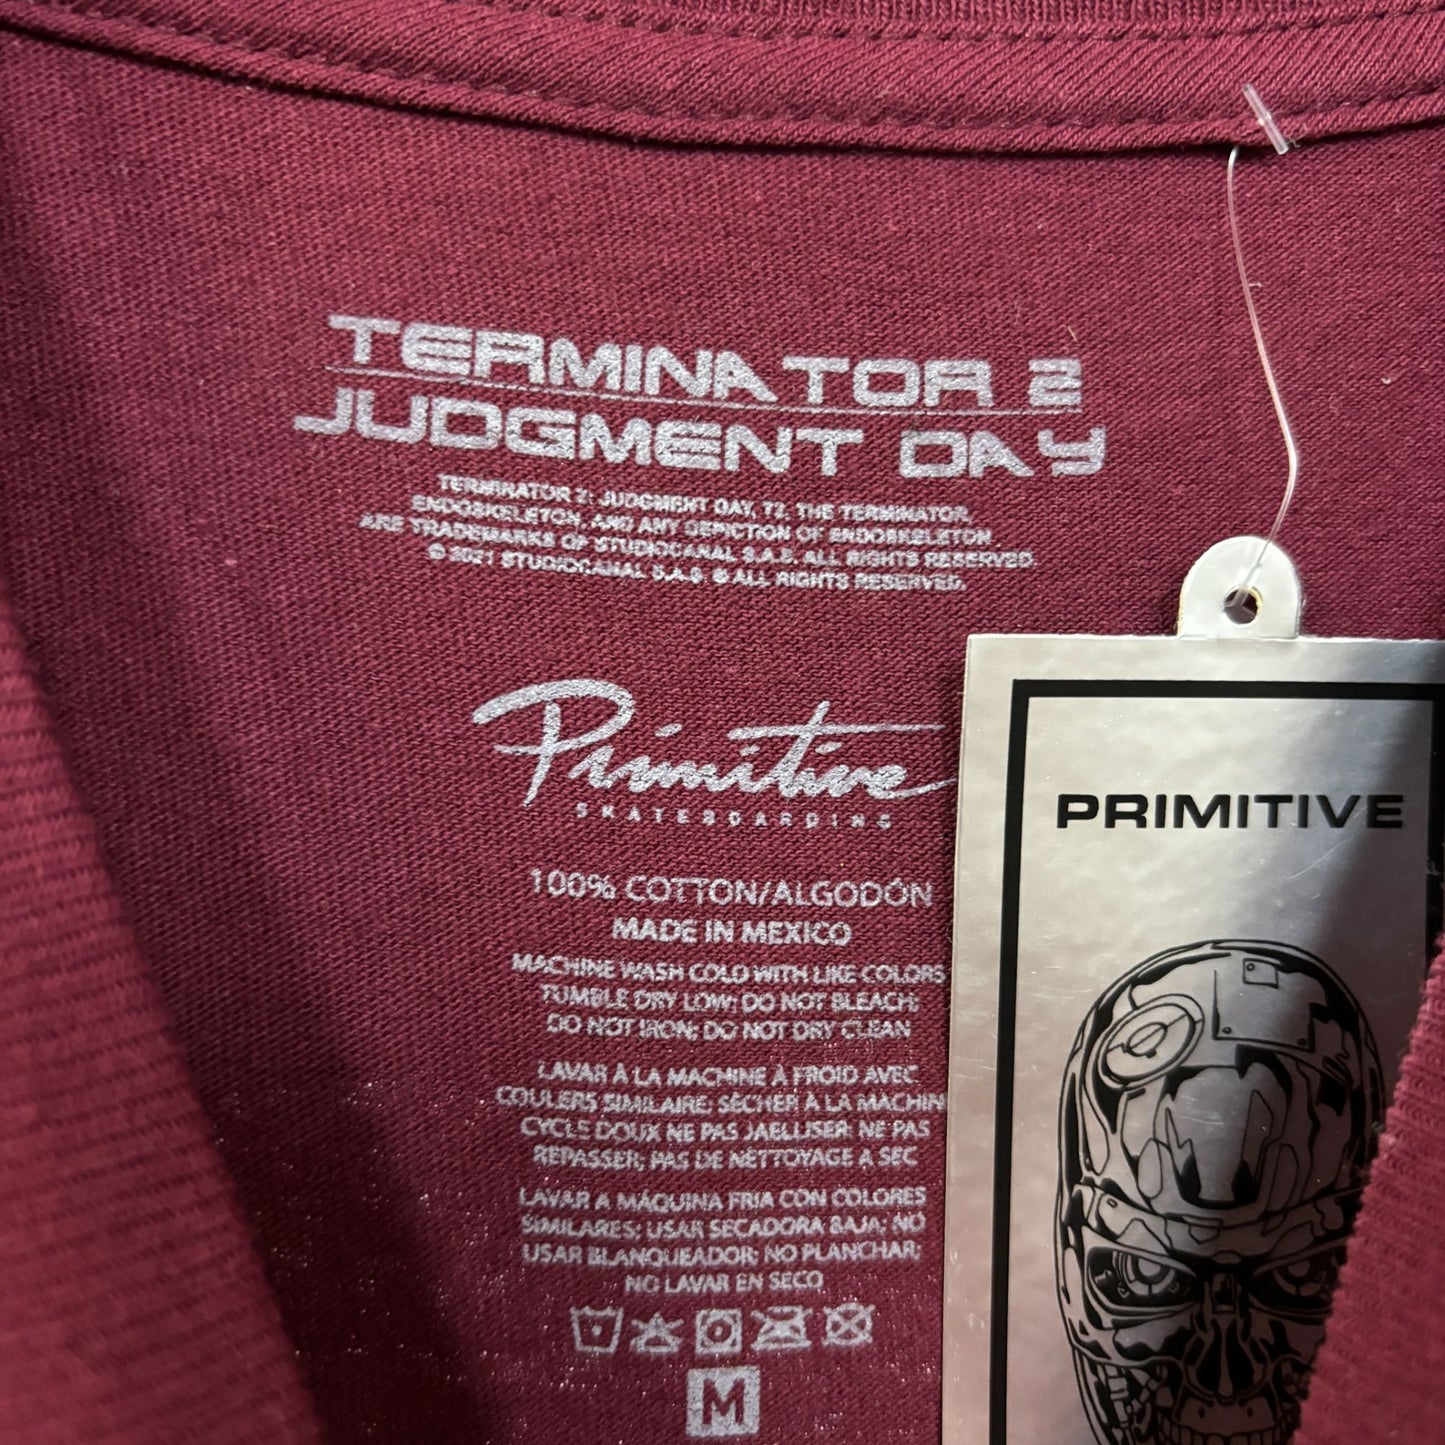 TERMINATOR 2
JUDGMENT DAY
TERMINATOR 2: JUDGMENT DAY, T2, THE TERMINATOR,
ENDOSKELETON, AND ANY DEPICTION OF ENDOSKELETON
ARE TRADEMARKS OF STUDIOCANAL S.A.S. ALL RIGHTS RESERVED.
© 2021 STUDIOCANAL S.A.S ® ALL RIGHTS RESERVED.
Primitive
SKATEBOARDING
100% COTTON/ALGODÓN
MADE IN MEXICO
MACHINE WASH COLD WITH LIKE COLORS
TUMBLE DRY LOW; DO NOT BLEACH;
DO NOT IRON; DO NOT DRY CLEAN
LAVAR À LA MACHINE À FROID AVEC
COULERS SIMILAIRE; SÈCHER À LA MACHIN
CYCLE DOUX NE PAS JAELLISER NE PAS
REPASSER; PAS DE NETTOYAGE A SEC
LAVAR A MÁQUINA FRIA CON COLORES
SIMILARES; USAR SECADORA BAJA; NO
USAR BLANQUEADOR; NO PLANCHAR;
NO LAVAR EN SECO
M
PRIMITIVE